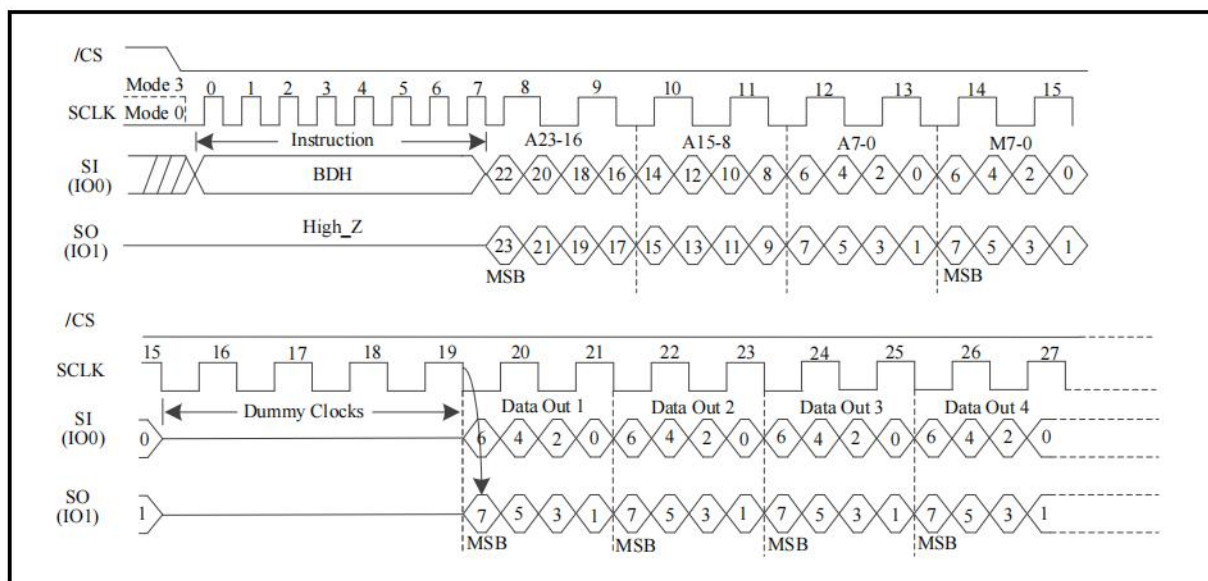 /CS
Mode 3 0 1 2 3 4 5 6 7 8 9 10 11 12 13 14 15
SCLK Mode 0
Instruction A23-16 A15-8 A7-0 M7-0
SI
(IO0) BDH 22 20 18 16 14 12 10 8 6 4 2 0 6 4 2 0
High_Z
SO
(IO1) 23 21 19 17 15 13 11 9 7 5 3 1 7 5 3 1
MSB MSB
/CS
15 16 17 18 19 20 21 22 23 24 25 26 27
SCLK
Dummy Clocks Data Out 1 Data Out 2 Data Out 3 Data Out 4
SI
(IO0) 0 6 4 2 0 6 4 2 0 6 4 2 0 6 4 2 0
SO
(IO1) 1 7 5 3 1 7 5 3 1 7 5 3 1 7 5 3 1
MSB MSB MSB MSB